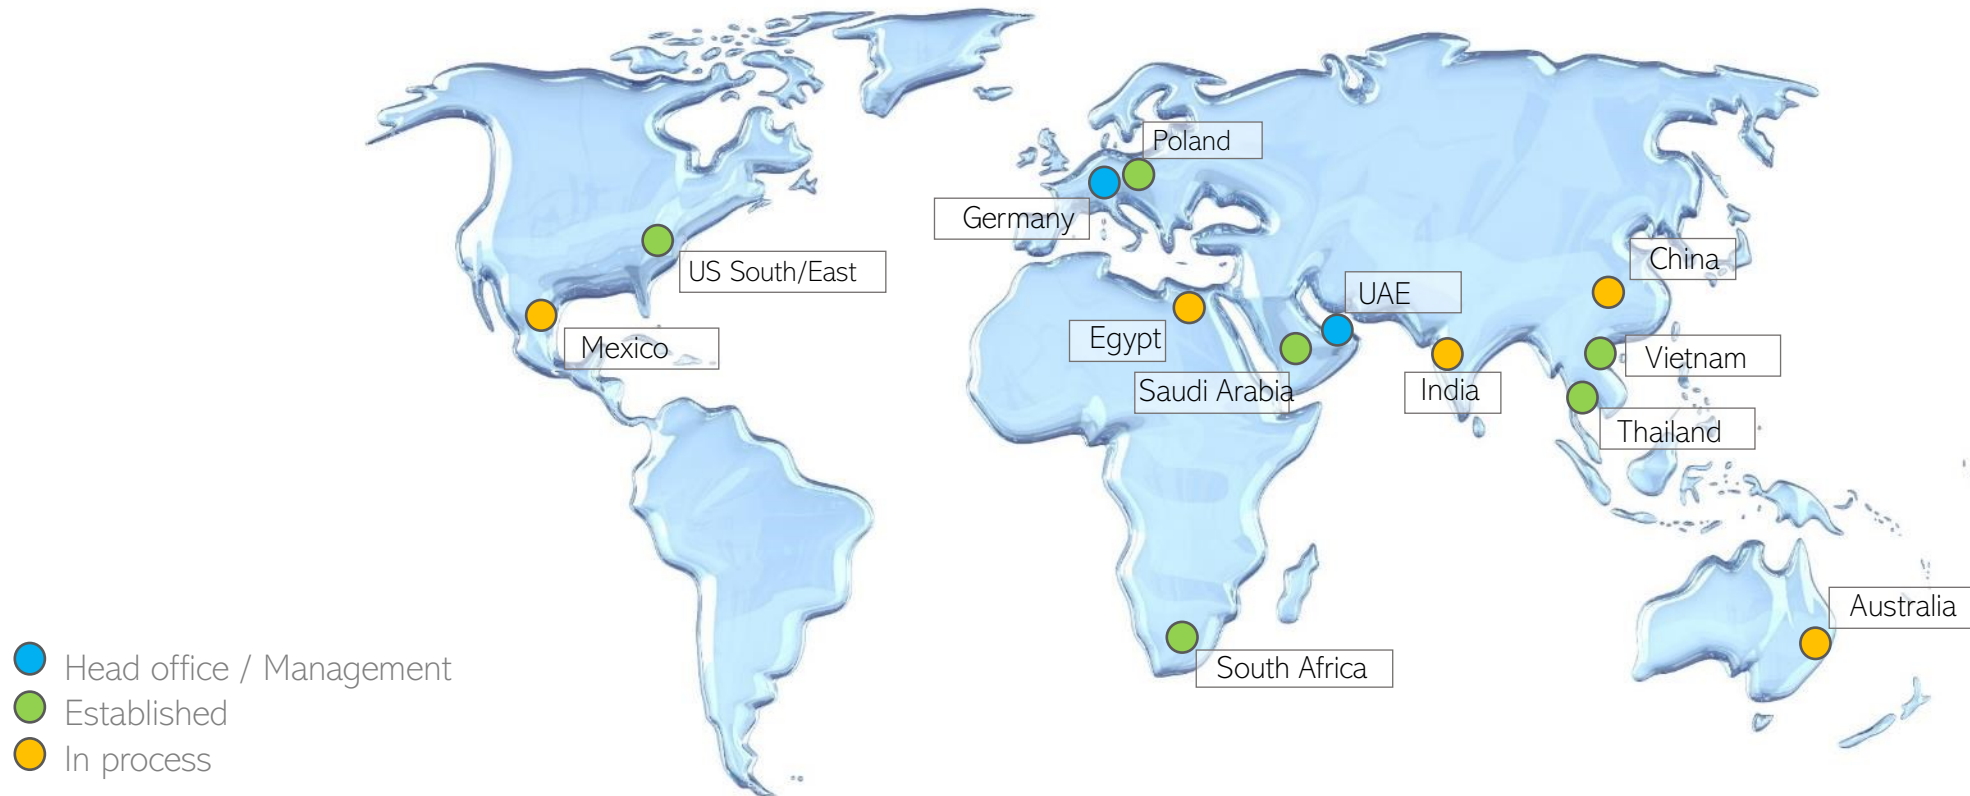 Poland
Germany
US South/East
China
UAE
Mexico
Egypt
Vietnam
Saudi Arabia
India
Thailand
Australia
South Africa
Head office / Management
Established
In process